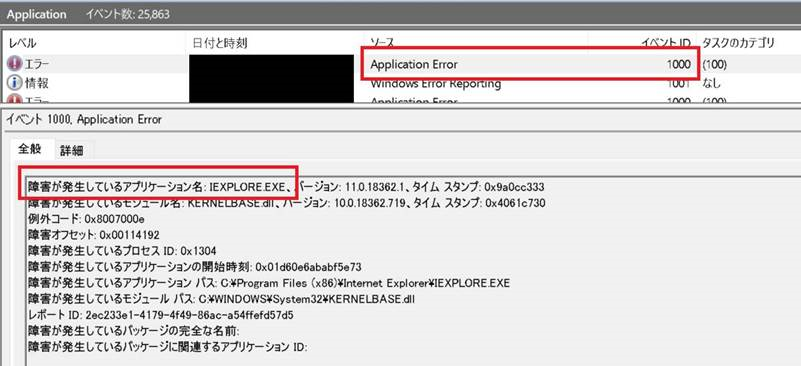 Application イベント数: 25,863
レベル 日付と時刻 ソース イベント ID タスクのカテゴリ
エラー Application Error 1000 (100)
情報 Windows Error Reporting 1001 なし
エラー Application Error 1000 (100)
イベント 1000, Application Error
全般 詳細
障害が発生しているアプリケーション名: IEXPLORE.EXE、バージョン: 11.0.18362.1、タイム スタンプ: 0x9a0cc333
障害が発生しているモジュール名: KERNELBASE.dll、バージョン: 10.0.18362.719、タイム スタンプ: 0x4061c730
例外コード: 0x8007000e
障害オフセット: 0x00114192
障害が発生しているプロセス ID: 0x1304
障害が発生しているアプリケーションの開始時刻: 0x01d60e6ababf5e73
障害が発生しているアプリケーション パス: C:¥Program Files (x86)¥Internet Explorer¥IEXPLORE.EXE
障害が発生しているモジュール パス: C:¥WINDOWS¥System32¥KERNELBASE.dll
レポート ID: 2ec233e1-4179-4f49-86ac-a54ffefd57d5
障害が発生しているパッケージの完全な名前:
障害が発生しているパッケージに関連するアプリケーション ID: